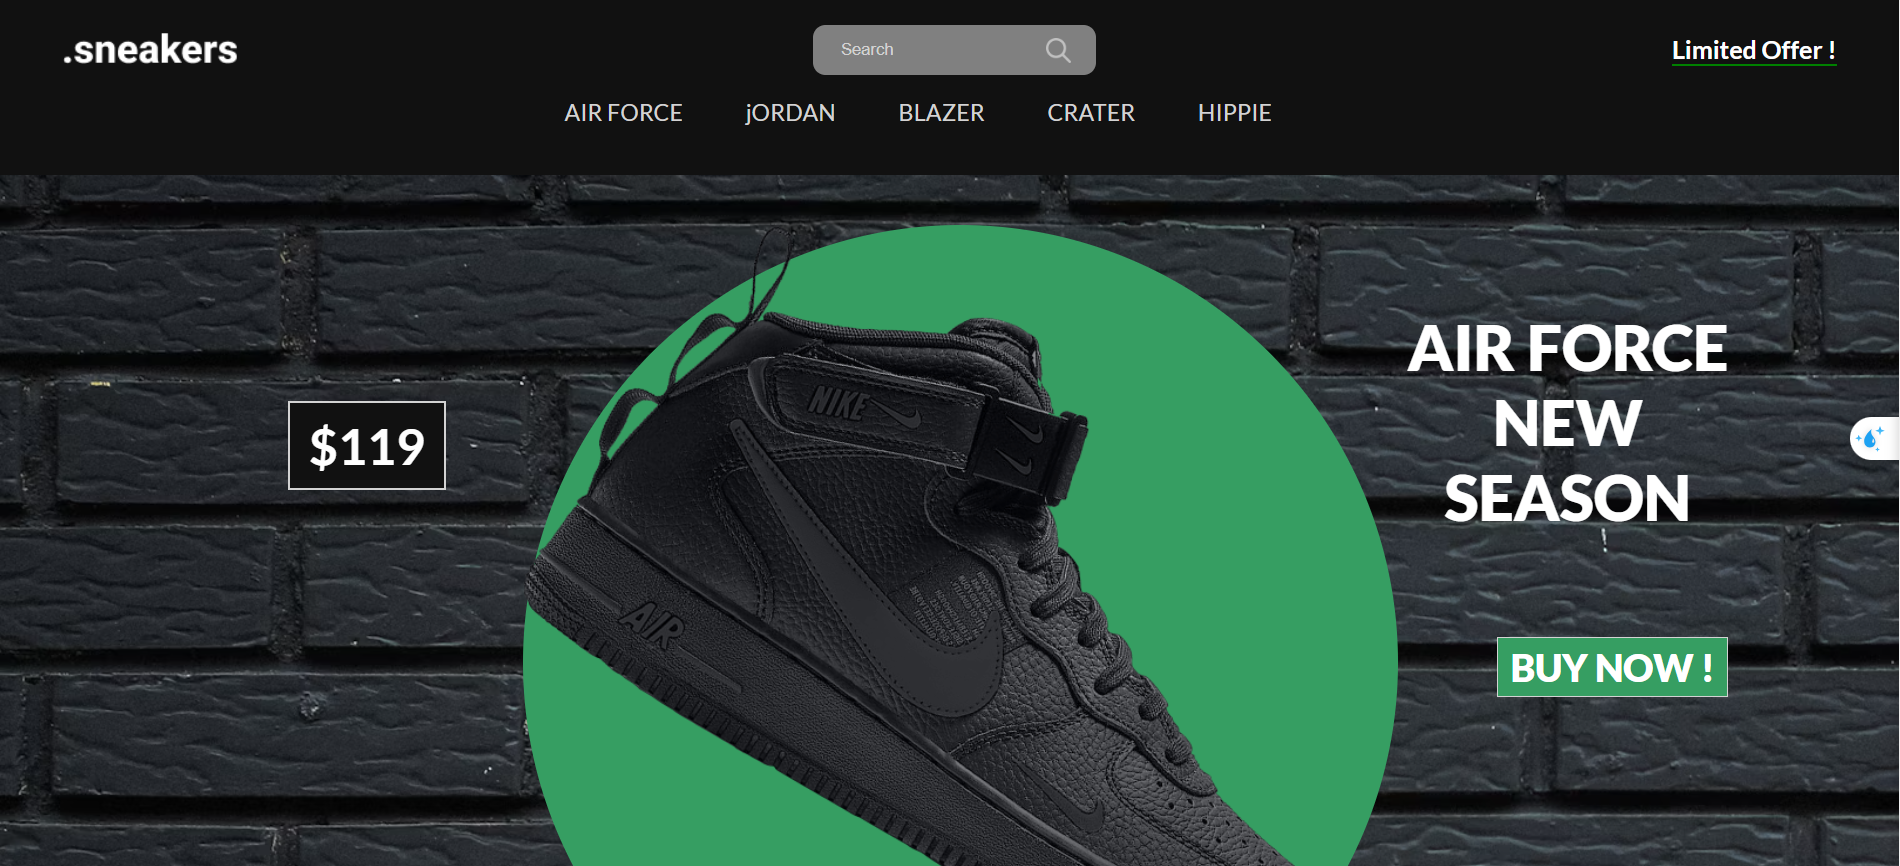 .sneakers
Search
Limited Offer !
AIR FORCE
jORDAN
BLAZER
CRATER
HIPPIE
$119
NIKE
AIR
AIR FORCE
NEW
SEASON
BUY NOW !